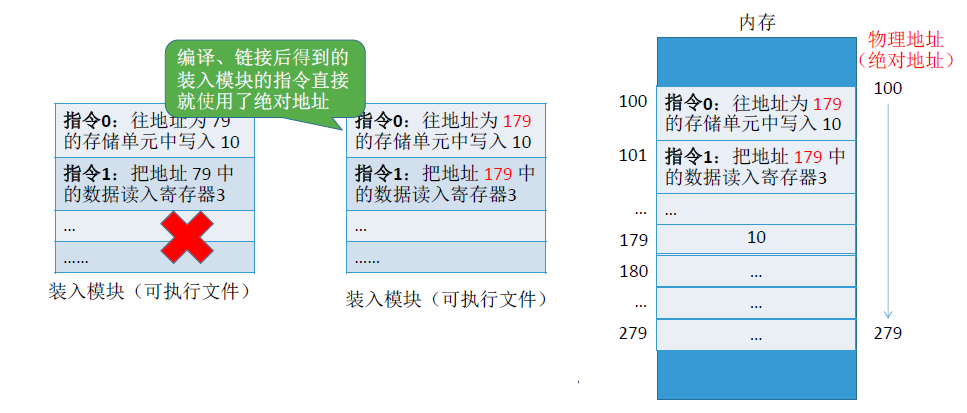 编译、链接后得到的
装入模块的指令直接
就使用了绝对地址
指令0：往地址为 79
的存储单元中写入 10
指令1：把地址 79 中
的数据读入寄存器3
...
......
装入模块（可执行文件）
指令0：往地址为 179
的存储单元中写入 10
指令1：把地址 179 中
的数据读入寄存器3
...
......
装入模块（可执行文件）
内存
物理地址
（绝对地址）
100
指令0：往地址为 179
的存储单元中写入 10
100
101
指令1：把地址 179 中
的数据读入寄存器3
... ...
179 10
180 ...
... ...
279 ... 279